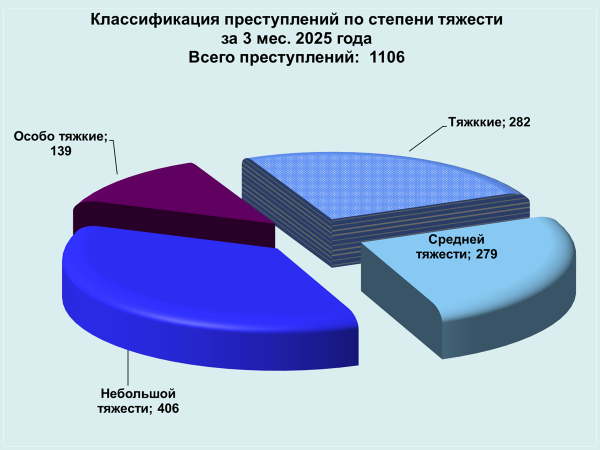 Классификация преступлений по степени тяжести
за 3 мес. 2025 года
Всего преступлений:  1106
Тяжккие; 282
Особо тяжкие;
139
Средней
тяжести; 279
Небольшой
тяжести; 406